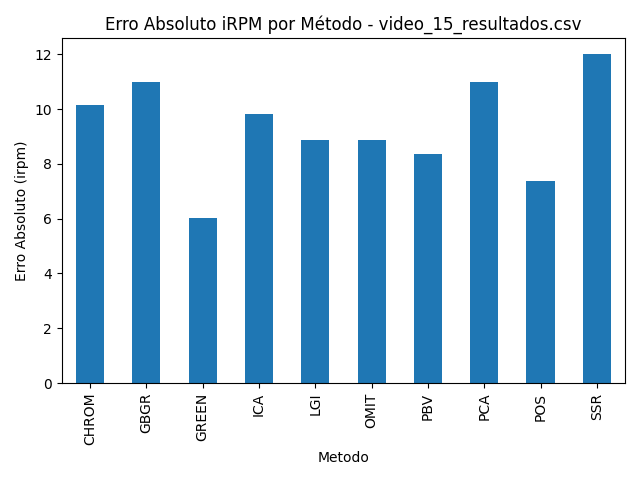 Erro Absoluto iRPM por Método - video_15_resultados.csv
12
10
8
6
4
2
0
Erro Absoluto (irpm)
CHROM
GBGR
GREEN
ICA
LGI
OMIT
PBV
PCA
POS
SSR
Metodo